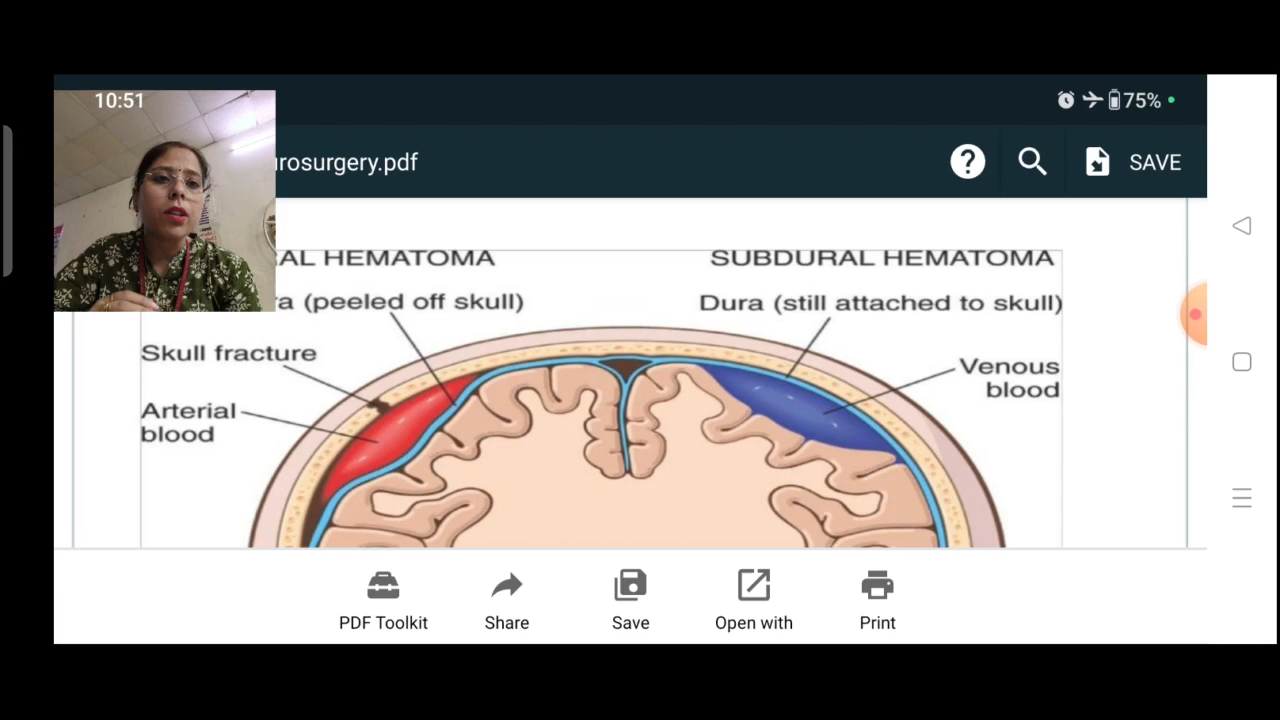 10:51
75%
rosurgery.pdf
SAVE
AL HEMATOMA
SUBDURAL HEMATOMA
(peeled off skull)
Dura (still attached to skull)
Skull fracture
Venous
blood
Arterial
blood
PDF Toolkit
Share
Save
Open with
Print